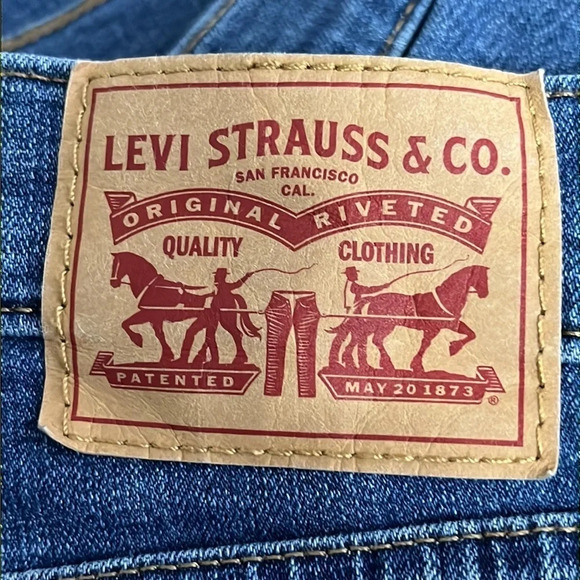 LEVI STRAUSS & CO.
SAN FRANCISCO
CAL.
ORIGINAL RIVETED
QUALITY CLOTHING
PATENTED MAY 20 1873 ®